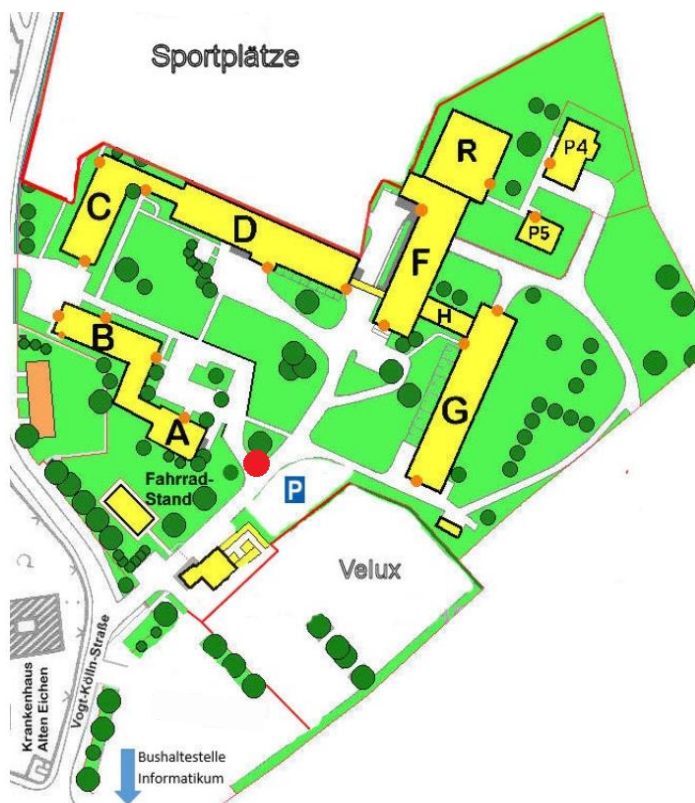 Sportplätze
R
P4
C
D
P5
F
H
B
G
A
Fahrrad-
Stand
P
Velux
Krankenhaus
Alten Eichen
Vogt-Kölln-Straße
Bushaltestelle
Informatikum